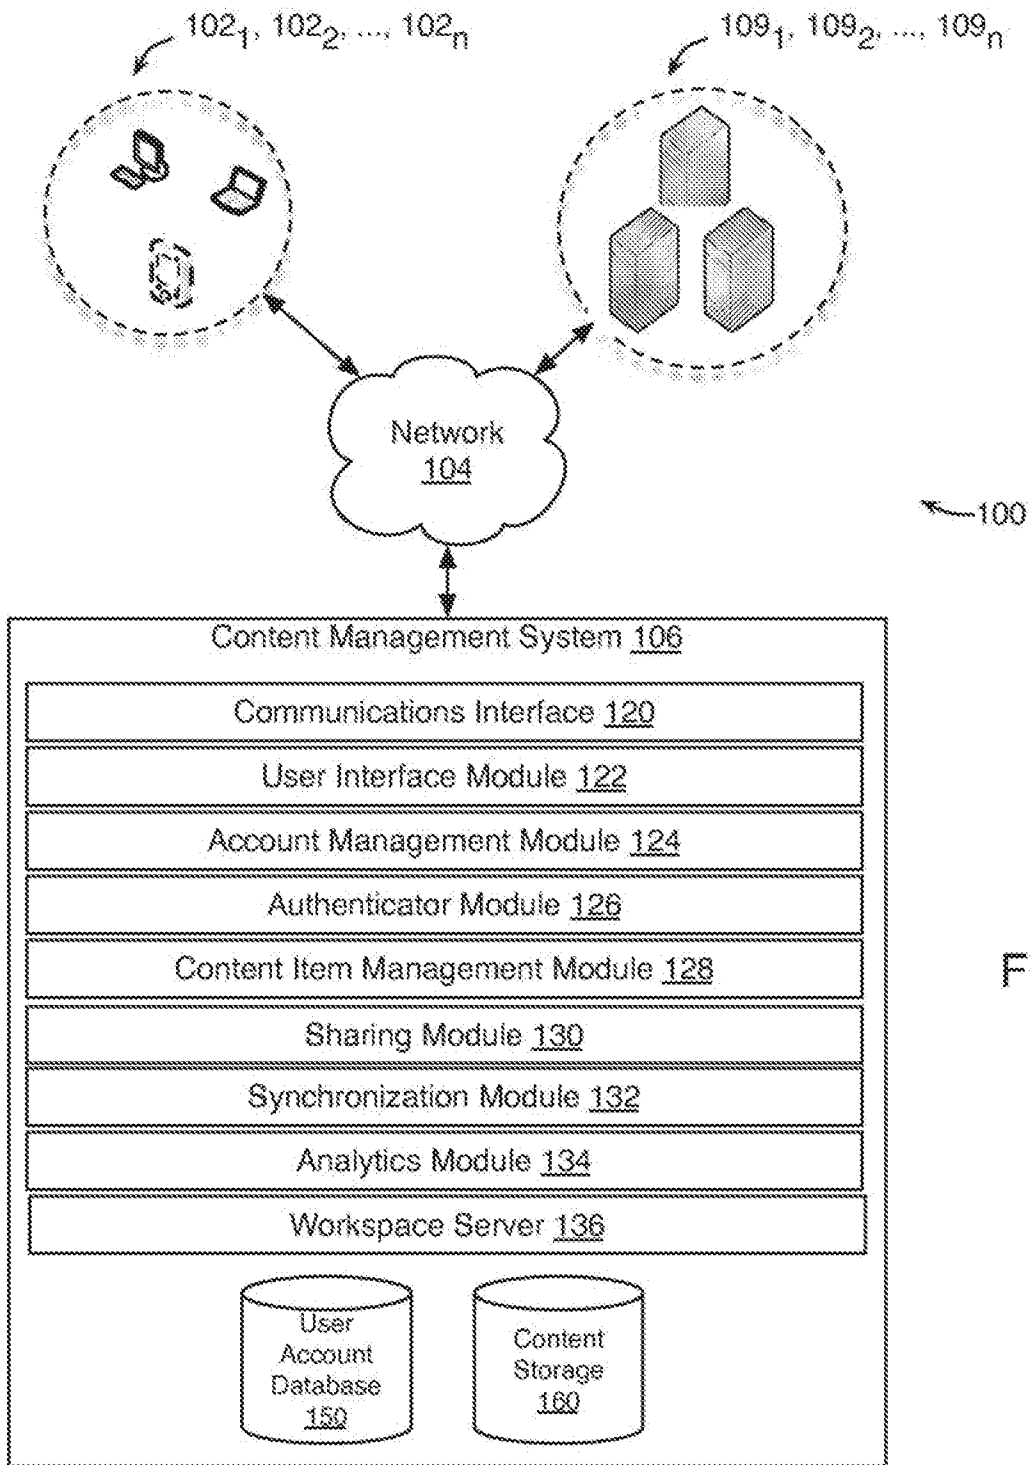 102₁, 102₂, ..., 102ₙ
109₁, 109₂, ..., 109ₙ
Network
104
100
Content Management System 106
Communications Interface 120
User Interface Module 122
Account Management Module 124
Authenticator Module 126
Content Item Management Module 128
F
Sharing Module 130
Synchronization Module 132
Analytics Module 134
Workspace Server 136
User
Account
Database
150
Content
Storage
160